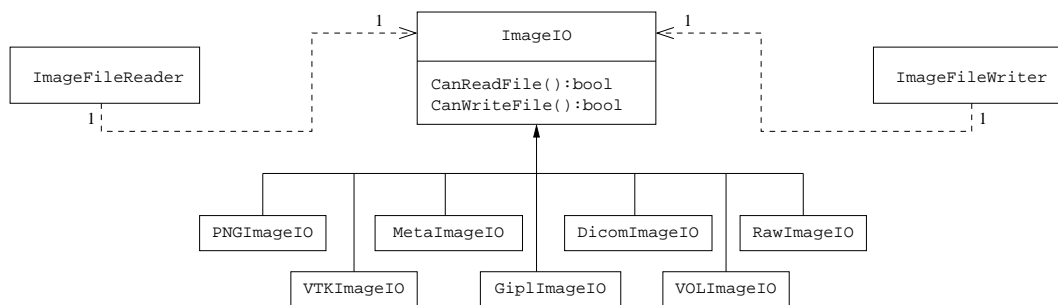 1
1
ImageIO
ImageFileReader
ImageFileWriter
CanReadFile():bool
CanWriteFile():bool
1
1
PNGImageIO
MetaImageIO
DicomImageIO
RawImageIO
VTKImageIO
GiplImageIO
VOLImageIO